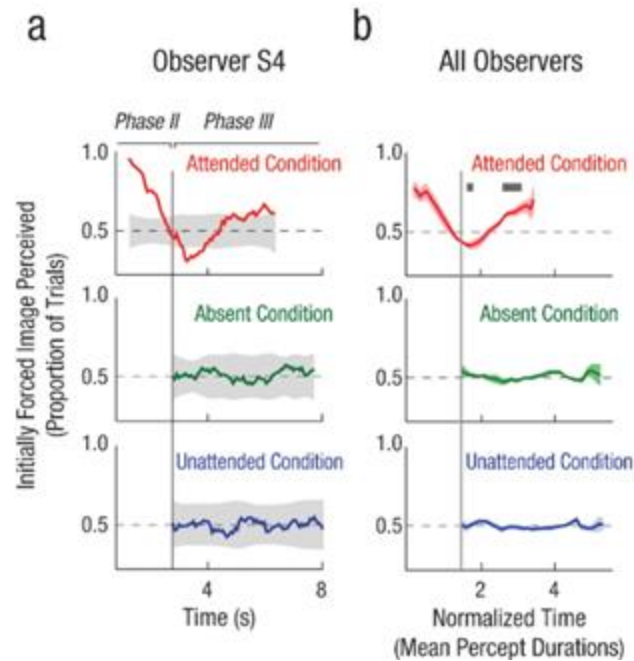 a
Observer S4
Phase II Phase III
Initially Forced Image Perceived
(Proportion of Trials)
1.0
Attended Condition
0.5
1.0
Absent Condition
0.5
1.0
Unattended Condition
0.5
4 8
Time (s)
b
All Observers
1.0
Attended Condition
0.5
1.0
Absent Condition
0.5
1.0
Unattended Condition
0.5
2 4
Normalized Time
(Mean Percept Durations)